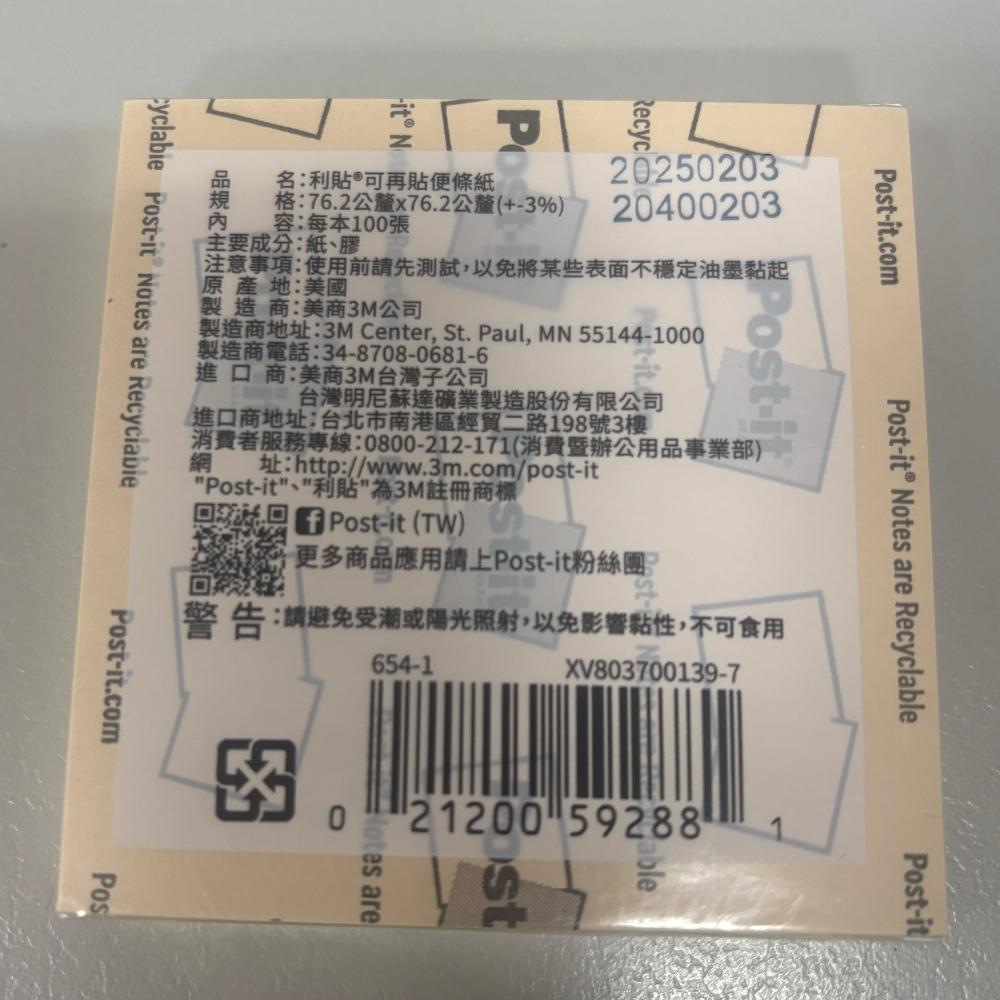 20250203
20400203
品 名:利貼®可再貼便條紙
規 格:76.2公釐x76.2公釐(+-3%)
內 容:每本100張
主要成分:紙、膠
注意事項:使用前請先測試,以免將某些表面不穩定油墨黏起
原 產 地:美國
製 造 商:美商3M公司
製造商地址:3M Center, St. Paul, MN 55144-1000
製造商電話:34-8708-0681-6
進 口 商:美商3M台灣子公司
台灣明尼蘇達礦業製造股份有限公司
進口商地址:台北市南港區經貿二路198號3樓
消費者服務專線:0800-212-171(消費暨辦公用品事業部)
網 址:http://www.3m.com/post-it
"Post-it"、"利貼"為3M註冊商標
Post-it (TW)
更多商品應用請上Post-it粉絲團
警 告:請避免受潮或陽光照射,以免影響黏性,不可食用
654-1 XV803700139-7
0 21200 59288 1
yclable
Post-it® Notes are Recyclable
Post-it.com
Pos
-it® N
Post-it
Recyc
Post-it
Post-it.com
Post-it® Notes are Recyclable
Post-it
Notes are
Post
able